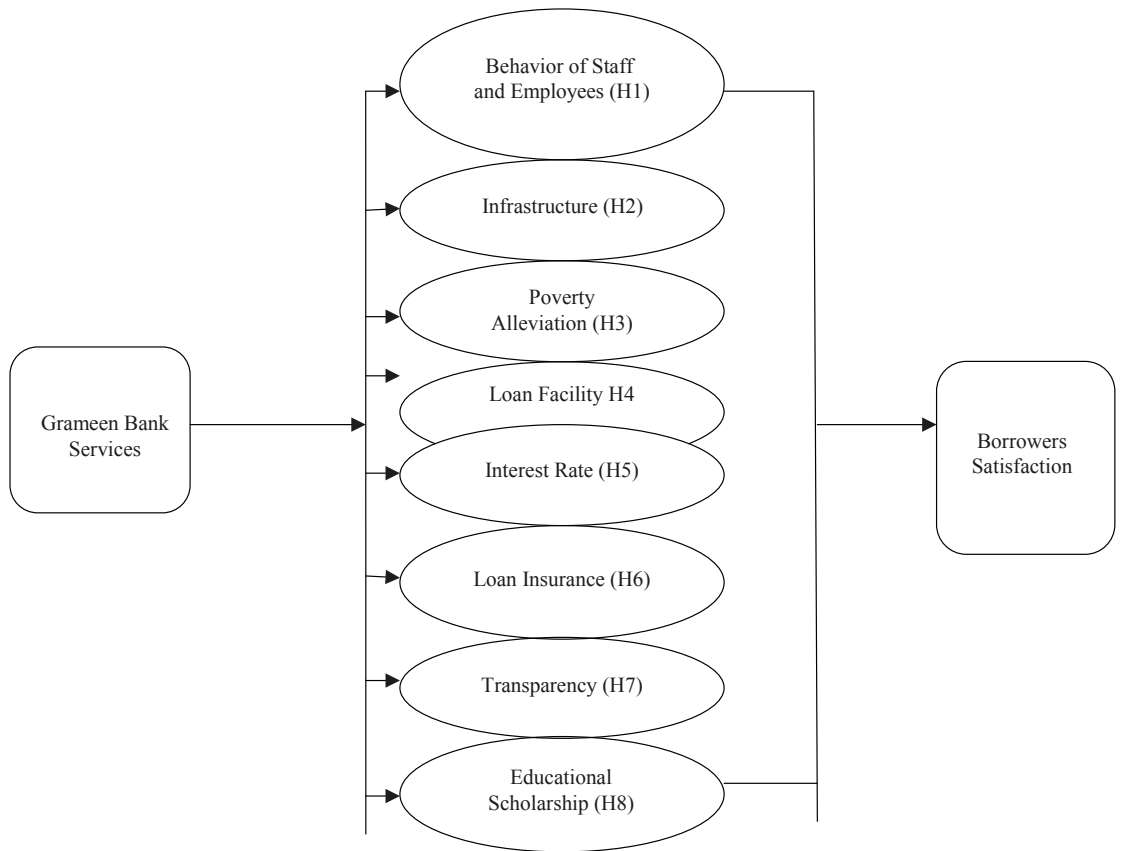 Behavior of Staff
and Employees (H1)
Infrastructure (H2)
Poverty
Alleviation (H3)
Loan Facility H4
Grameen Bank
Services
Interest Rate (H5)
Borrowers
Satisfaction
Loan Insurance (H6)
Transparency (H7)
Educational
Scholarship (H8)